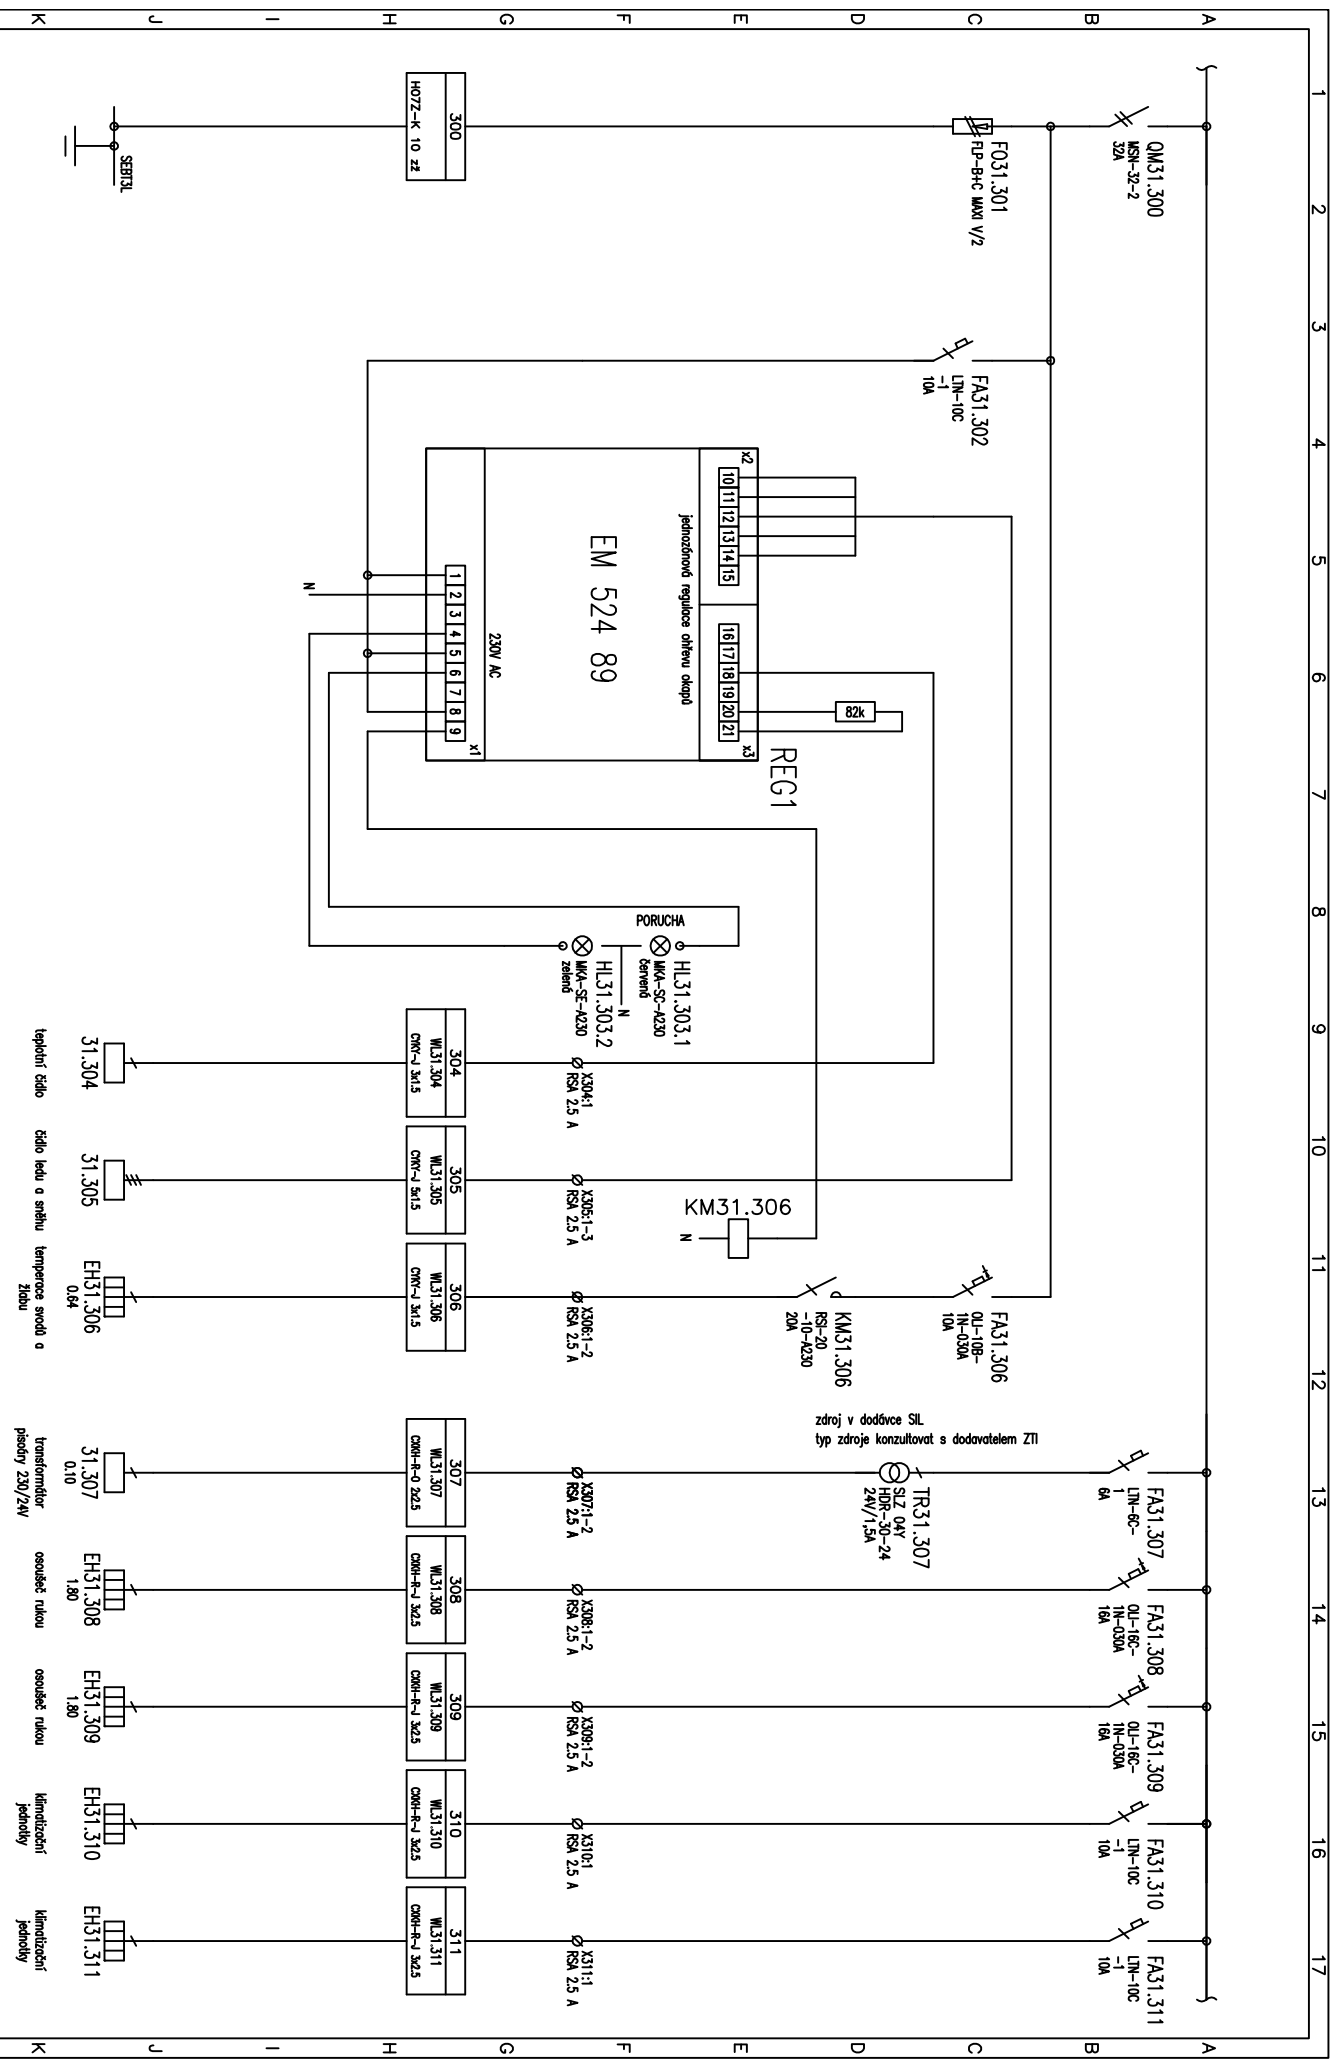 1 2 3 4 5 6 7 8 9 10 11 12 13 14 15 16 17
A
B
C
D
E
F
G
H
I
J
K
A
B
C
D
E
F
G
H
I
J
K
QM31.300
MSN-32-2
32A
FO31.301
FLP-B+C MAXI V/2
300
H07Z-K 10 zž
SEBT3L
FA31.302
LTN-10C
-1
10A
REG1
x2
10 11 12 13 14 15
16 17 18 19 20 21
x3
82k
jednozónová regulace ohřevu okapů
EM 524 89
230V AC
1 2 3 4 5 6 7 8 9
x1
N
PORUCHA
HL31.303.1
MKA-SC-A230
červená
N
HL31.303.2
MKA-SE-A230
zelená
X304:1
RSA 2.5 A
304
WL31.304
CYKY-J 3x1.5
31.304
teplotní čidlo
X305:1-3
RSA 2.5 A
305
WL31.305
CYKY-J 5x1.5
31.305
čidlo ledu a sněhu
KM31.306
N
FA31.306
OLI-10B-
1N-030A
10A
KM31.306
RSI-20
-10-A230
20A
X306:1-2
RSA 2.5 A
306
WL31.306
CYKY-J 3x1.5
EH31.306
0.64
temperace svodů a
žlabu
zdroj v dodávce SIL
typ zdroje konzultovat s dodavatelem ZTI
FA31.307
LTN-6C-
1
6A
TR31.307
SLZ 04Y
HDR-30-24
24V/1,5A
X307:1-2
RSA 2.5 A
307
WL31.307
CXKH-R-O 2x2.5
31.307
0.10
transformátor
pisoáry 230/24V
FA31.308
OLI-16C-
1N-030A
16A
X308:1-2
RSA 2.5 A
308
WL31.308
CXKH-R-J 3x2.5
EH31.308
1.80
osoušeč rukou
FA31.309
OLI-16C-
1N-030A
16A
X309:1-2
RSA 2.5 A
309
WL31.309
CXKH-R-J 3x2.5
EH31.309
1.80
osoušeč rukou
FA31.310
LTN-10C
-1
10A
X310:1
RSA 2.5 A
310
WL31.310
CXKH-R-J 3x2.5
EH31.310
klimatizační
jednotky
FA31.311
LTN-10C
-1
10A
X311:1
RSA 2.5 A
311
WL31.311
CXKH-R-J 3x2.5
EH31.311
klimatizační
jednotky